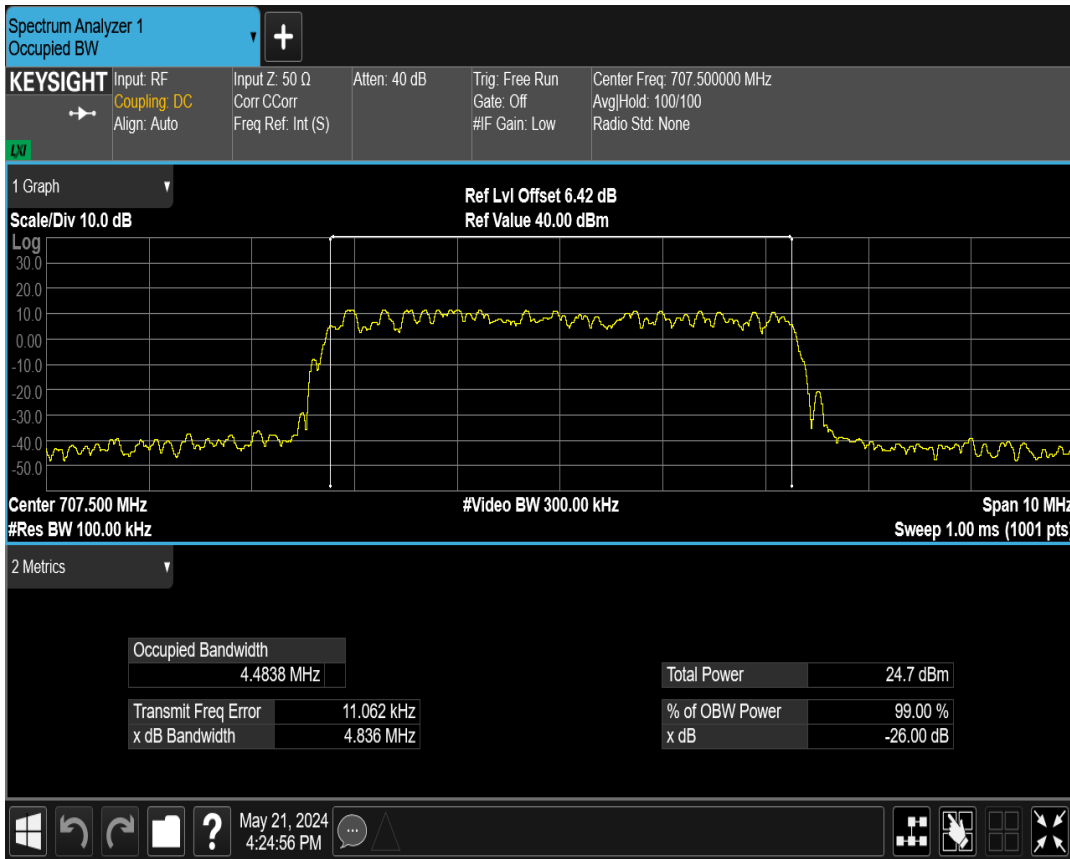 Spectrum Analyzer 1
Occupied BW
+
KEYSIGHT
LXI
Input: RF
Coupling: DC
Align: Auto
Input Z: 50 Ω
Corr CCorr
Freq Ref: Int (S)
Atten: 40 dB
Trig: Free Run
Gate: Off
#IF Gain: Low
Center Freq: 707.500000 MHz
Avg|Hold: 100/100
Radio Std: None
1 Graph
Scale/Div 10.0 dB
Ref Lvl Offset 6.42 dB
Ref Value 40.00 dBm
Log
30.0
20.0
10.0
0.00
-10.0
-20.0
-30.0
-40.0
-50.0
Center 707.500 MHz
#Video BW 300.00 kHz
Span 10 MHz
#Res BW 100.00 kHz
Sweep 1.00 ms (1001 pts)
2 Metrics
Occupied Bandwidth
4.4838 MHz
Transmit Freq Error 11.062 kHz
x dB Bandwidth 4.836 MHz
Total Power 24.7 dBm
% of OBW Power 99.00 %
x dB -26.00 dB
?
May 21, 2024
4:24:56 PM